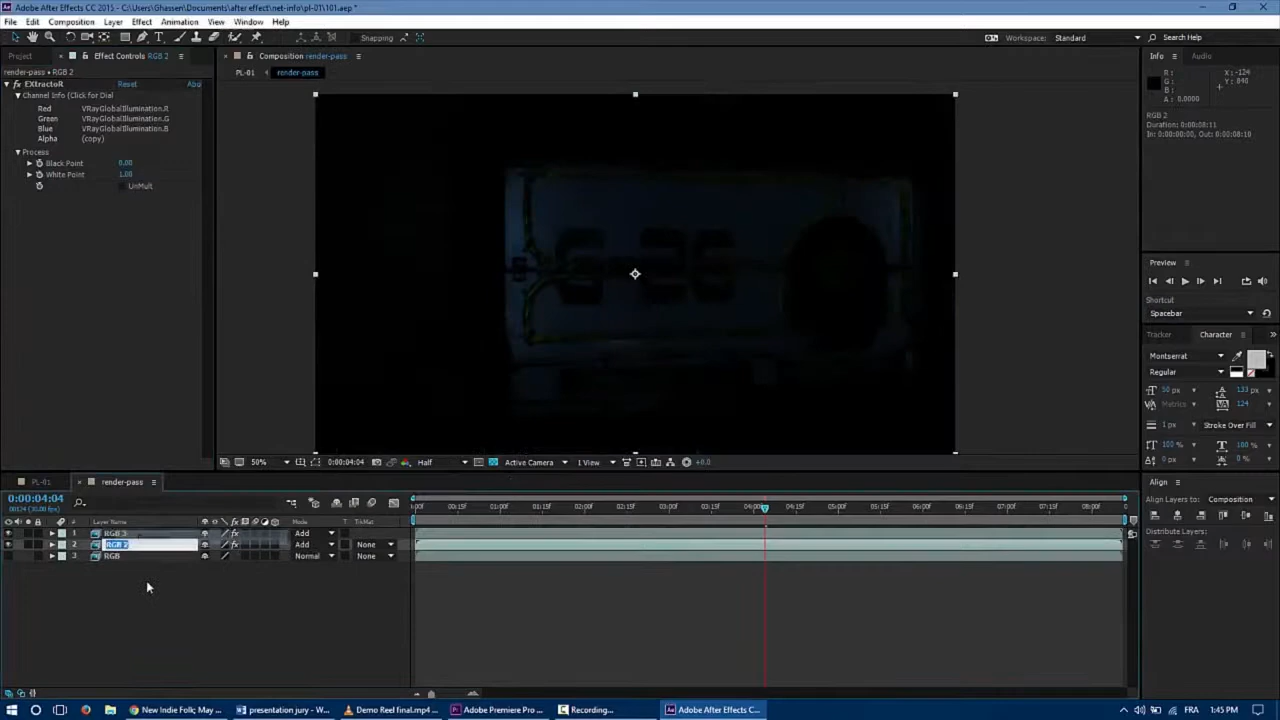 Adobe After Effects CC 2015 - C:\Users\Ghassen\Documents\after effect\net-info\pl-01\101.aep *
File Edit Composition Layer Effect Animation View Window Help
Snapping
Workspace: Standard
Search Help
Project
Effect Controls RGB 2
Composition render-pass
Info
Audio
render-pass • RGB 2
PL-01
render-pass
EXtractoR Reset Abo
Channel Info (Click for Dial
Red VRayGlobalIllumination.R
Green VRayGlobalIllumination.G
Blue VRayGlobalIllumination.B
Alpha (copy)
Process
Black Point 0.00
White Point 1.00
UnMult
R :
G :
B :
A : 0.0000
X: -124
Y: 840
RGB 2
Duration: 0:00:08:11
In: 0:00:00:00, Out: 0:00:08:10
G-26
Preview
Shortcut
Spacebar
Tracker
Character
Montserrat
Regular
50 px
133 px
Metrics
124
1 px
Stroke Over Fill
100 %
100 %
0 px
0 %
50%
0:00:04:04
Half
Active Camera
1 View
+0.0
PL-01
render-pass
Align
0:00:04:04
00124 (30.00 fps)
Align Layers to: Composition
Distribute Layers:
# Layer Name Mode T TrkMat
:00f 00:15f 01:00f 01:15f 02:00f 02:15f 03:00f 03:15f 04:00f 04:15f 05:00f 05:15f 06:00f 06:15f 07:00f 07:15f 08:0
1 RGB 3 Add
2 RGB 2 Add None
3 RGB Normal None
New Indie Folk; May ...
presentation jury - W...
Demo Reel final.mp4 ...
Adobe Premiere Pro ...
Recording...
Adobe After Effects C...
FRA
1:45 PM